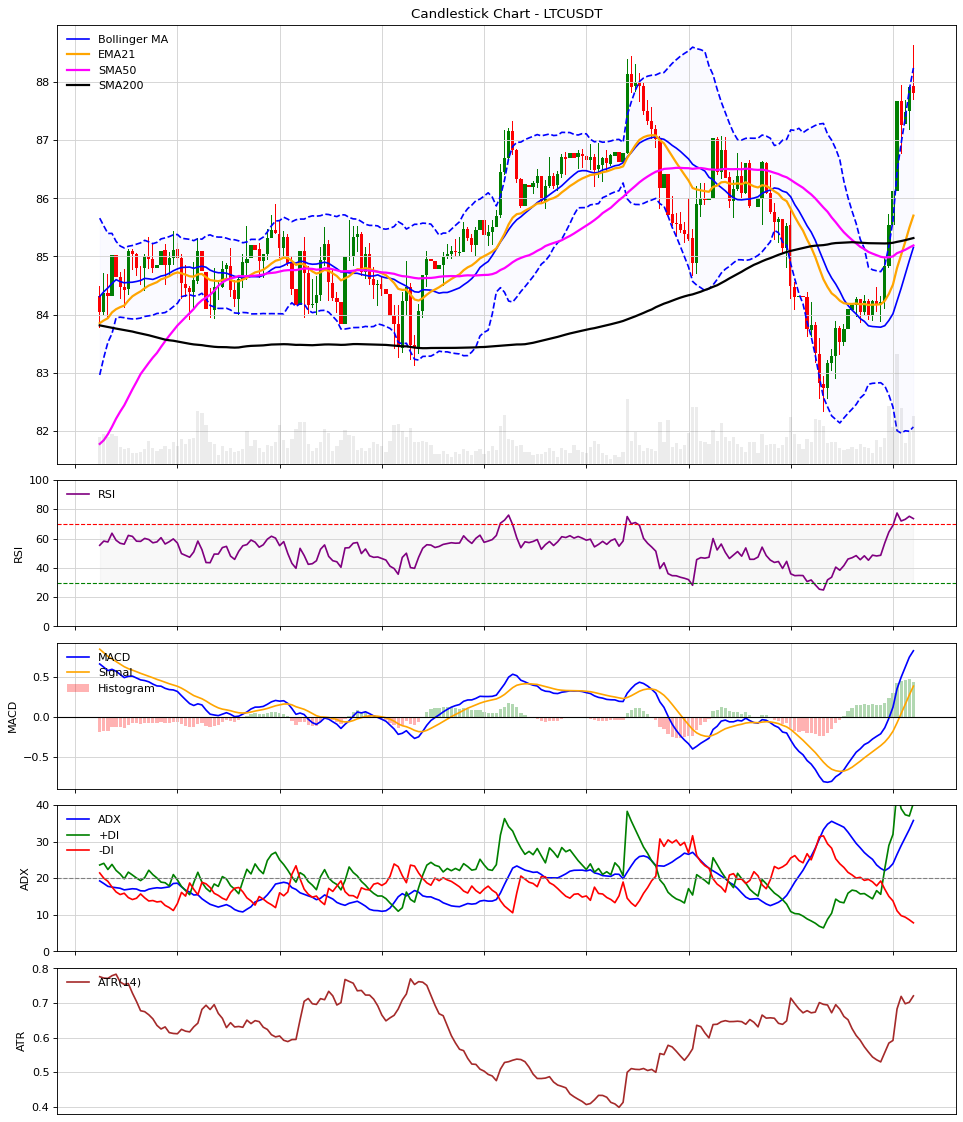 Candlestick Chart - LTCUSDT
Bollinger MA
EMA21
SMA50
SMA200
88
87
86
85
84
83
82
RSI
RSI
100
80
60
40
20
0
MACD
Signal
Histogram
MACD
0.5
0.0
−0.5
ADX
+DI
-DI
ADX
40
30
20
10
0
ATR(14)
ATR
0.8
0.7
0.6
0.5
0.4